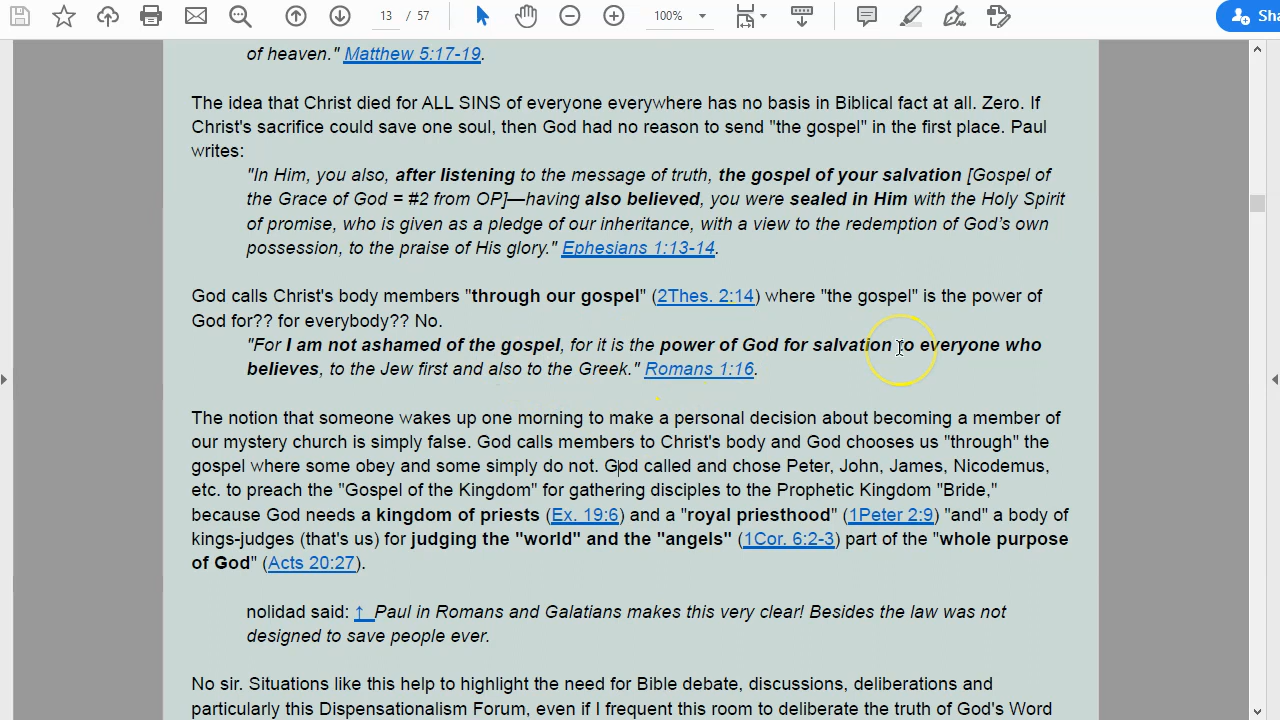 13 / 57
100%
Sha
of heaven." Matthew 5:17-19.
The idea that Christ died for ALL SINS of everyone everywhere has no basis in Biblical fact at all. Zero. If
Christ's sacrifice could save one soul, then God had no reason to send "the gospel" in the first place. Paul
writes:
"In Him, you also, after listening to the message of truth, the gospel of your salvation [Gospel of
the Grace of God = #2 from OP]—having also believed, you were sealed in Him with the Holy Spirit
of promise, who is given as a pledge of our inheritance, with a view to the redemption of God’s own
possession, to the praise of His glory." Ephesians 1:13-14.
God calls Christ's body members "through our gospel" (2Thes. 2:14) where "the gospel" is the power of
God for?? for everybody?? No.
"For I am not ashamed of the gospel, for it is the power of God for salvation to everyone who
believes, to the Jew first and also to the Greek." Romans 1:16.
The notion that someone wakes up one morning to make a personal decision about becoming a member of
our mystery church is simply false. God calls members to Christ's body and God chooses us "through" the
gospel where some obey and some simply do not. God called and chose Peter, John, James, Nicodemus,
etc. to preach the "Gospel of the Kingdom" for gathering disciples to the Prophetic Kingdom "Bride,"
because God needs a kingdom of priests (Ex. 19:6) and a "royal priesthood" (1Peter 2:9) "and" a body of
kings-judges (that's us) for judging the "world" and the "angels" (1Cor. 6:2-3) part of the "whole purpose
of God" (Acts 20:27).
nolidad said: ↑ Paul in Romans and Galatians makes this very clear! Besides the law was not
designed to save people ever.
No sir. Situations like this help to highlight the need for Bible debate, discussions, deliberations and
particularly this Dispensationalism Forum, even if I frequent this room to deliberate the truth of God's Word